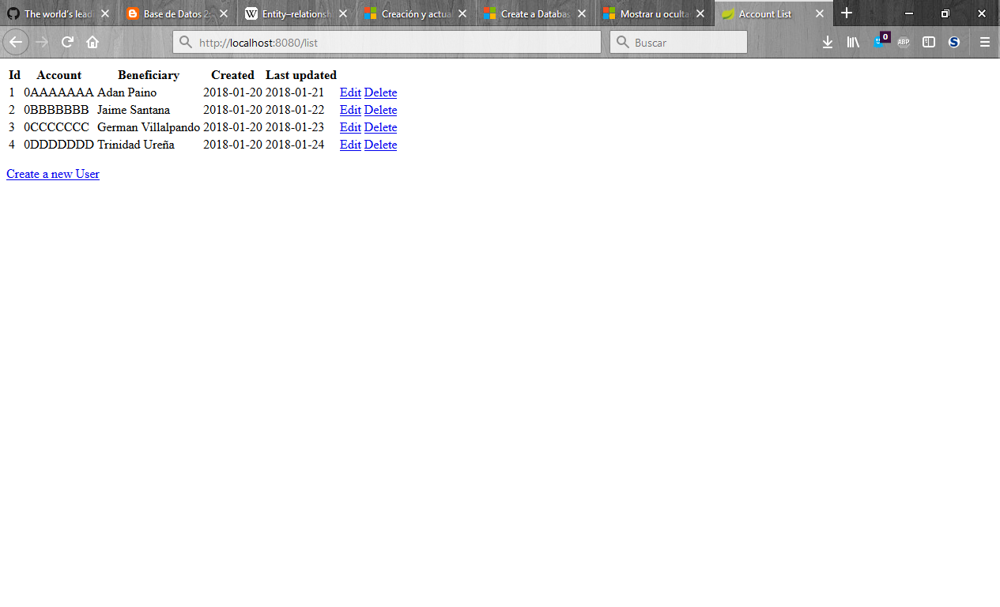 The world's leadi Base de Datos 2: Entity–relationsh Creación y actual Create a Databas Mostrar u oculta Account List
http://localhost:8080/list Buscar 0 ABP S
Id Account Beneficiary Created Last updated
1 0AAAAAAA Adan Paino 2018-01-20 2018-01-21 Edit Delete
2 0BBBBBBB Jaime Santana 2018-01-20 2018-01-22 Edit Delete
3 0CCCCCCC German Villalpando 2018-01-20 2018-01-23 Edit Delete
4 0DDDDDDD Trinidad Ureña 2018-01-20 2018-01-24 Edit Delete
Create a new User